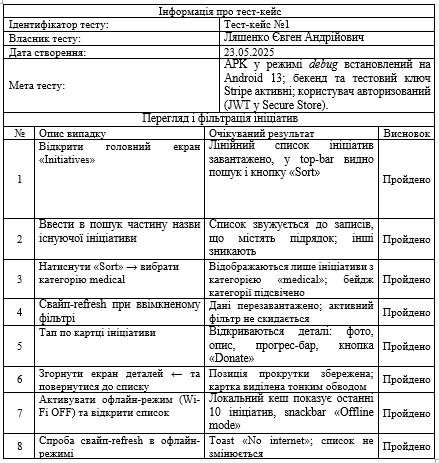 Інформація про тест-кейс
Ідентифікатор тесту: Тест-кейс №1
Власник тесту: Ляшенко Євген Андрійович
Дата створення: 23.05.2025
Мета тесту:
APK у режимі debug встановлений на
Android 13; бекенд та тестовий ключ
Stripe активні; користувач авторизований
(JWT у Secure Store).
Перегляд і фільтрація ініціатив
№ Опис випадку Очікуваний результат Висновок
1
Відкрити головний екран
«Initiatives»
Лінійний список ініціатив
завантажено, у top-bar видно
пошук і кнопку «Sort»
Пройдено
2
Ввести в пошук частину назви
існуючої ініціативи
Список звужується до записів,
що містять підрядок; інші
зникають
Пройдено
3
Натиснути «Sort» → вибрати
категорію medical
Відображаються лише ініціативи з
категорією «medical»; бейдж
категорії підсвічено
Пройдено
4
Свайп-refresh при ввімкненому
фільтрі
Дані перезавантажено; активний
фільтр не скидається
Пройдено
5
Тап по картці ініціативи
Відкриваються деталі: фото,
опис, прогрес-бар, кнопка
«Donate»
Пройдено
6
Згорнути екран деталей ← та
повернутися до списку
Позиція прокрутки збережена;
картка виділена тонким обводом
Пройдено
7
Активувати офлайн-режим (Wi-
Fi OFF) та відкрити список
Локальний кеш показує останні
10 ініціатив, snackbar «Offline
mode»
Пройдено
8
Спроба свайп-refresh в офлайн-
режимі
Toast «No internet»; список не
змінюється
Пройдено